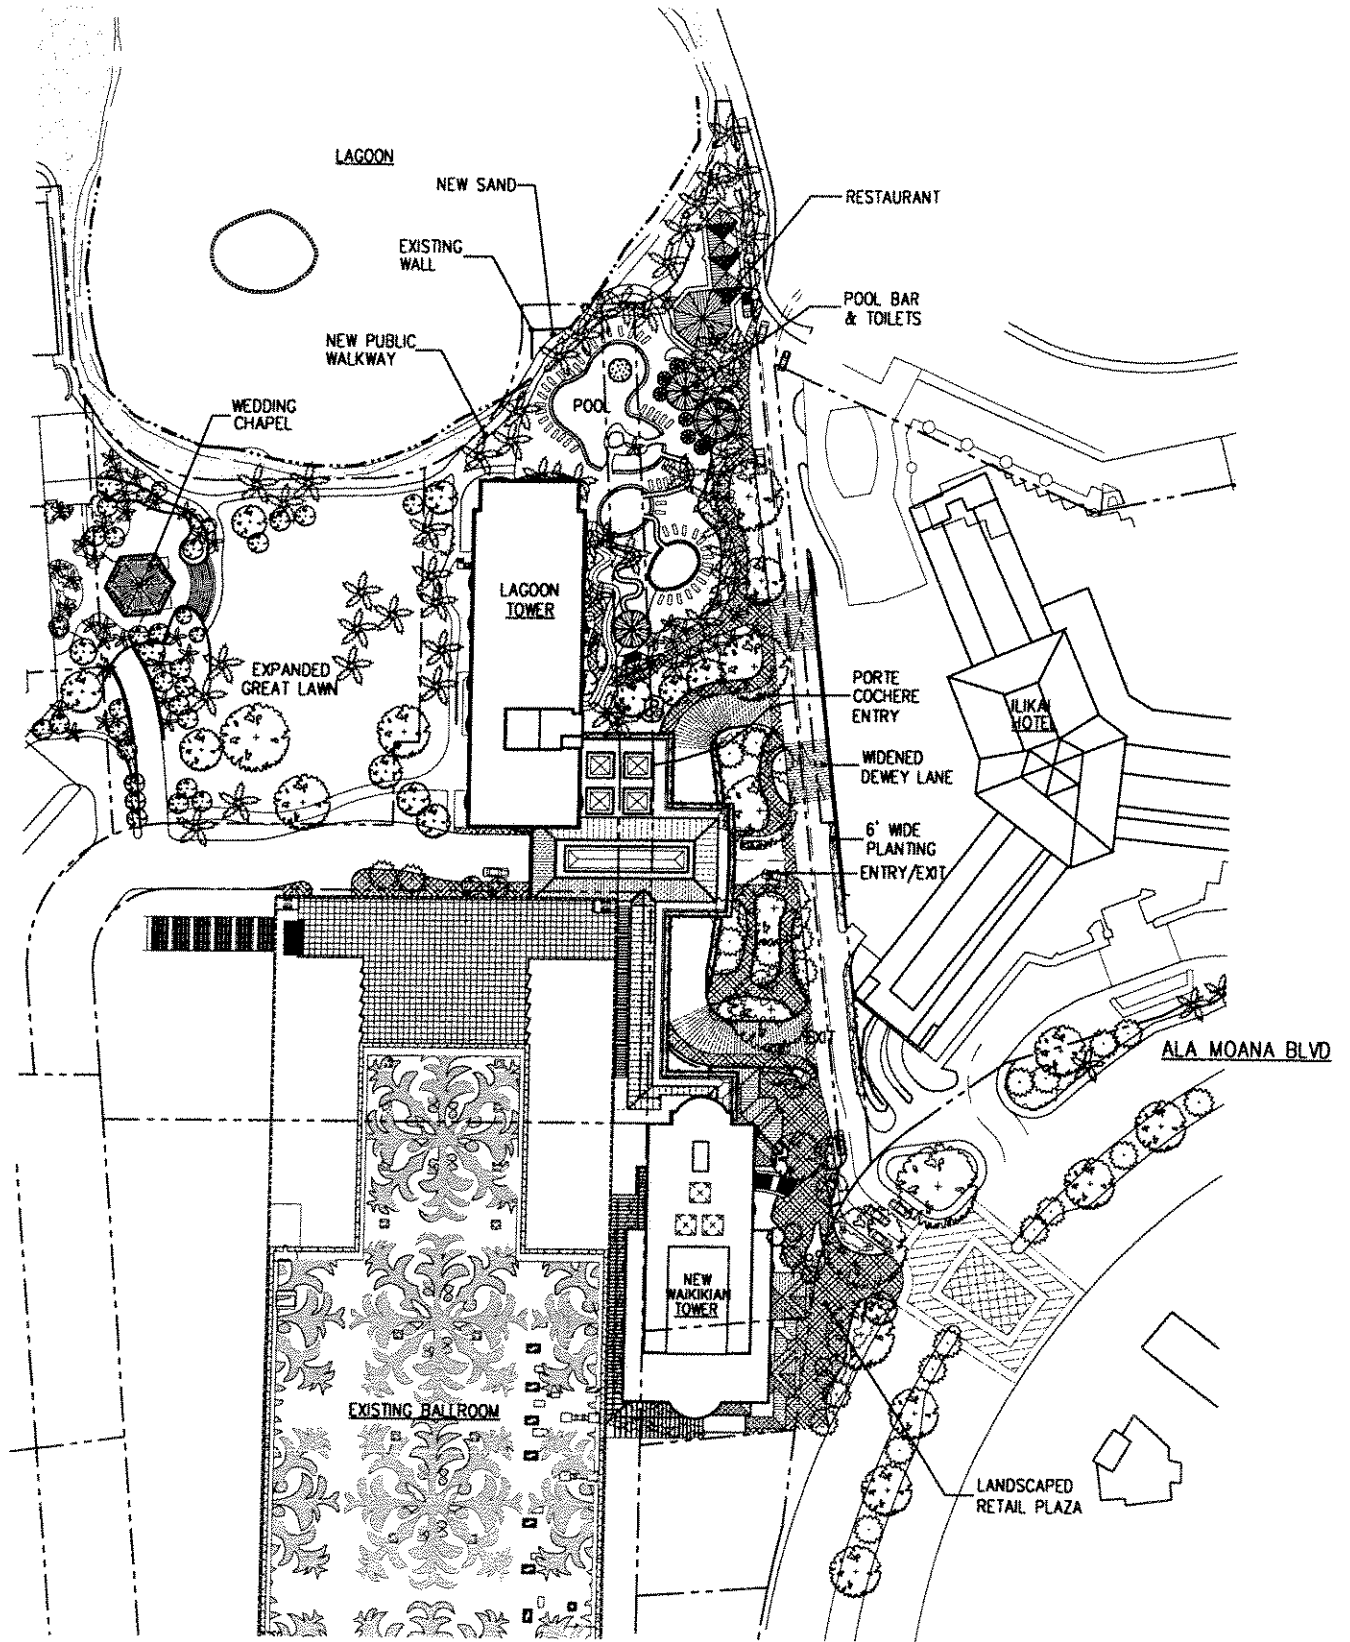 LAGOON
NEW SAND
RESTAURANT
EXISTING
WALL
POOL BAR
& TOILETS
NEW PUBLIC
WALKWAY
WEDDING
CHAPEL
POOL
LAGOON
TOWER
EXPANDED
GREAT LAWN
PORTE
COCHERE
ENTRY
ILIKAI
HOTEL
WIDENED
DEWEY LANE
6' WIDE
PLANTING
ENTRY/EXIT
EXIT
ALA MOANA BLVD
NEW
WAIKIKIAN
TOWER
EXISTING BALLROOM
LANDSCAPED
RETAIL PLAZA